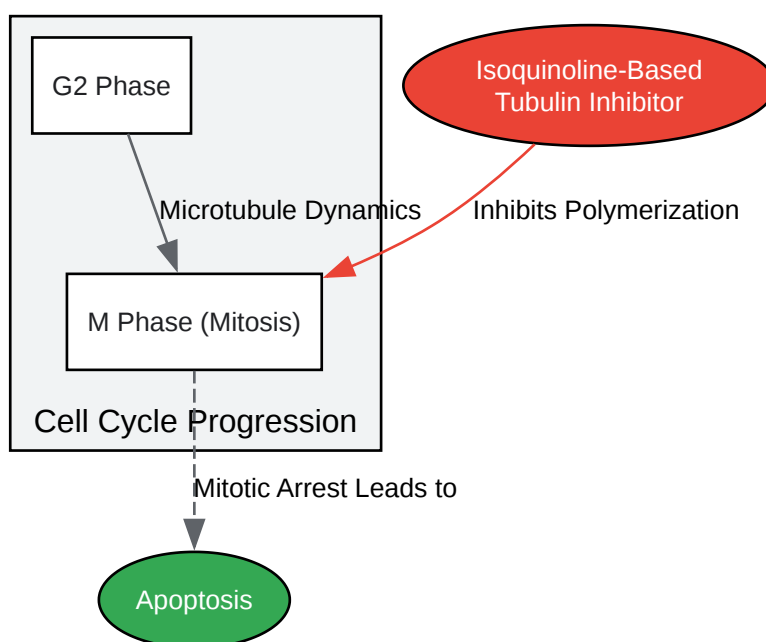 G2 Phase
Isoquinoline-Based
Tubulin Inhibitor
Microtubule Dynamics
Inhibits Polymerization
M Phase (Mitosis)
Cell Cycle Progression
Mitotic Arrest Leads to
Apoptosis